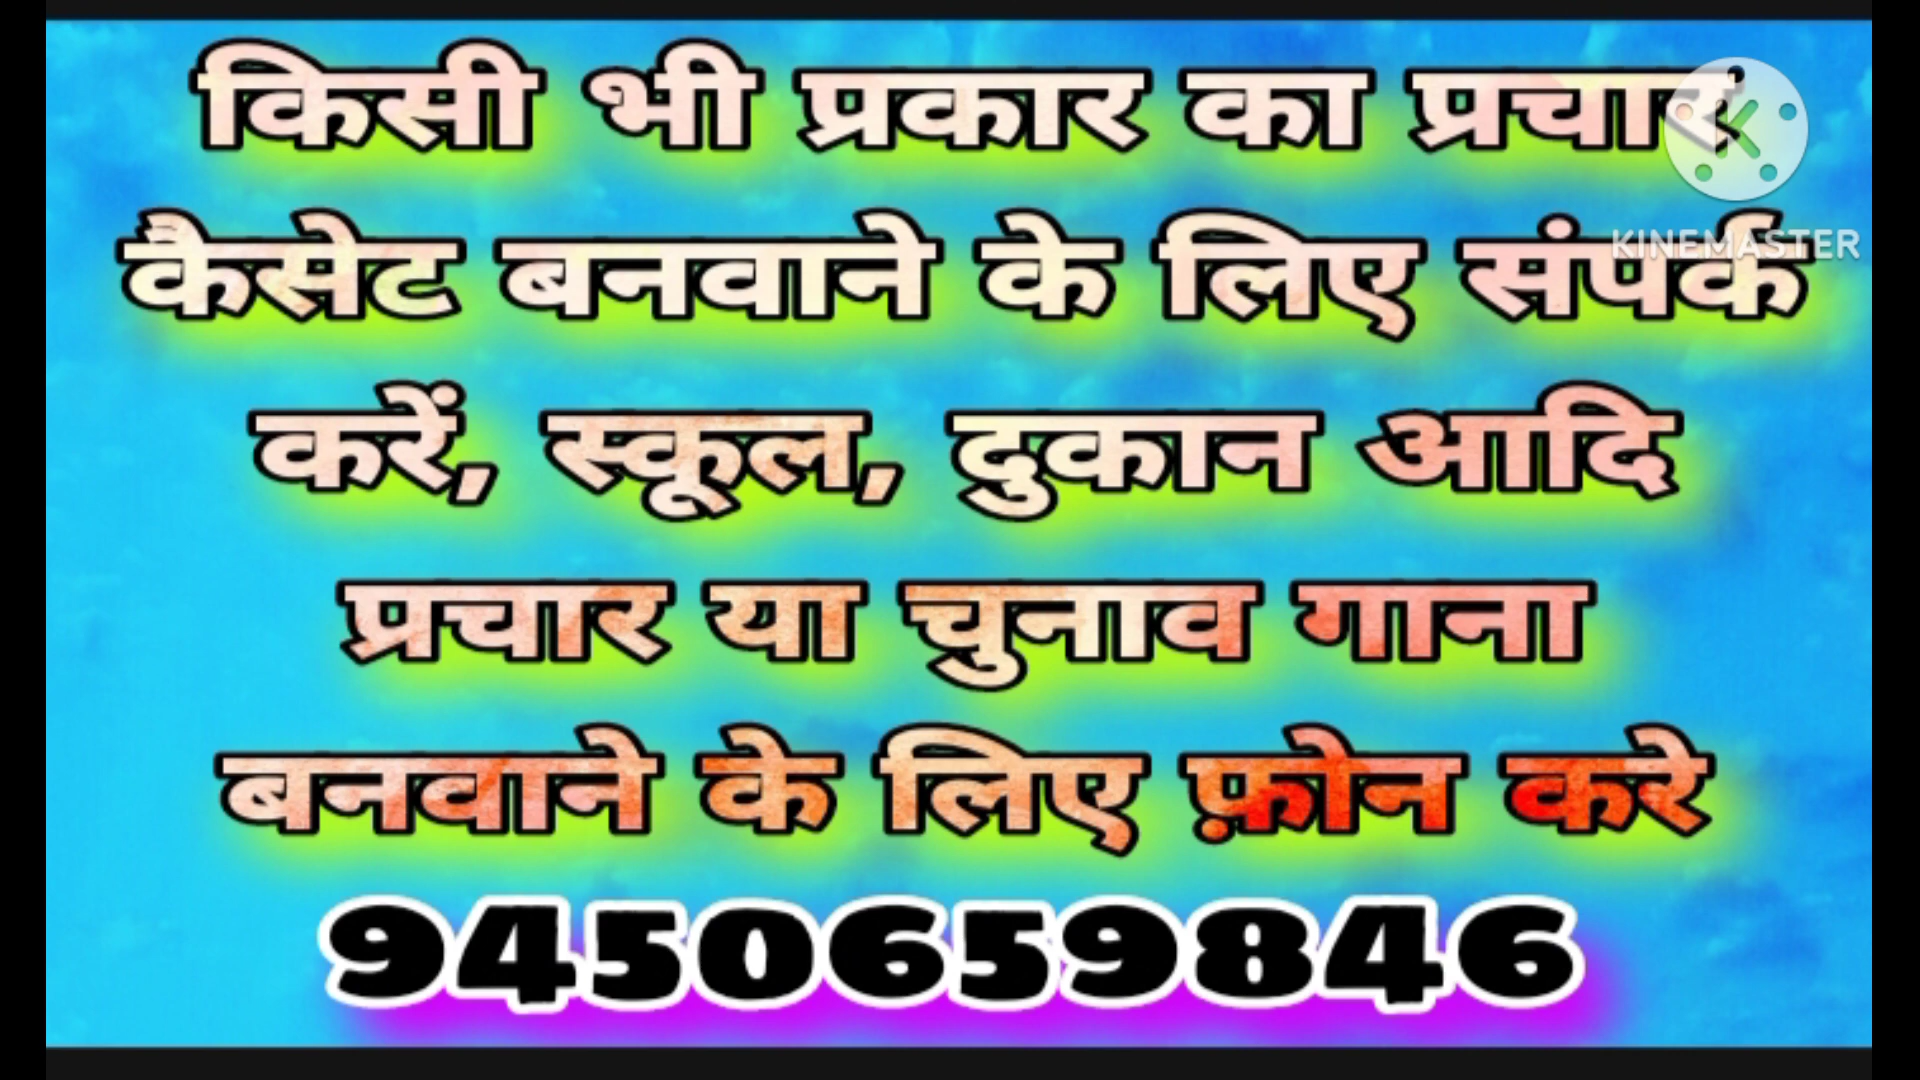 किसी भी प्रकार का प्रचार
कैसेट बनवाने के लिए संपर्क
करें, स्कूल, दुकान आदि
प्रचार या चुनाव गाना
बनवाने के लिए फ़ोन करे
9450659846
KINEMASTER